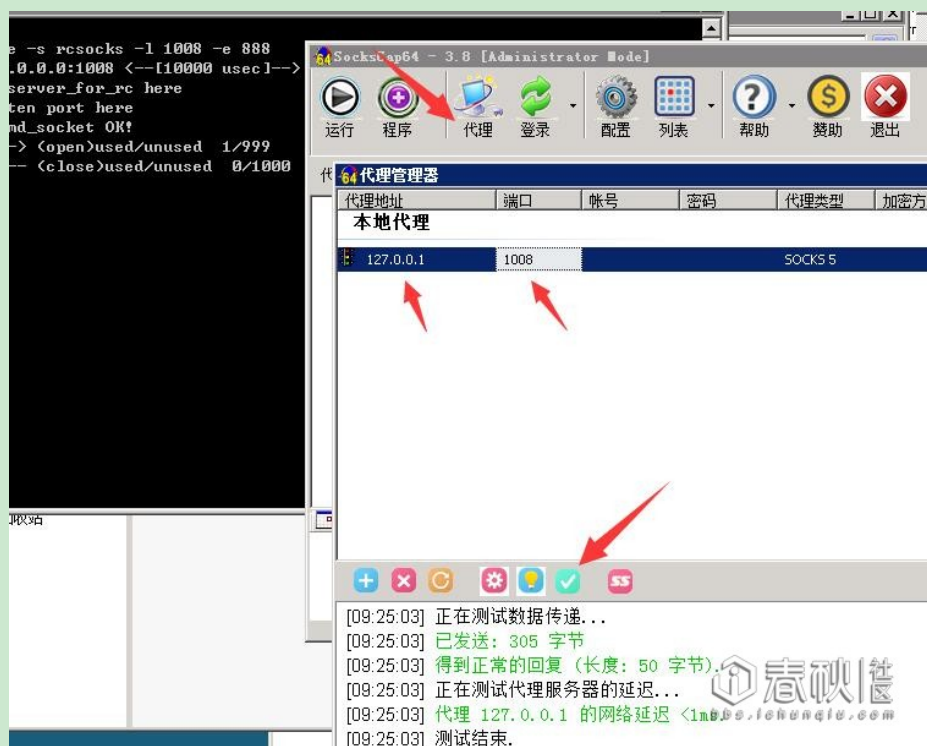 e -s rcsocks -l 1008 -e 888
.0.0.0:1008 <--[10000 usec]-->
server_for_rc here
ten port here
md_socket OK!
-> (open)used/unused 1/999
-- (close)used/unused 0/1000
SocksCap64 - 3.8 [Administrator Mode]
运行 程序 代理 登录 配置 列表 帮助 赞助 退出
代理管理器
代理地址 端口 帐号 密码 代理类型 加密方
本地代理
127.0.0.1 1008 SOCKS 5
收站
ss
[09:25:03] 正在测试数据传递...
[09:25:03] 已发送: 305 字节
[09:25:03] 得到正常的回复 (长度: 50 字节).
[09:25:03] 正在测试代理服务器的延迟...
[09:25:03] 代理 127.0.0.1 的网络延迟 <1m
[09:25:03] 测试结束.
春秋社区
bbs.ichunqiu.com